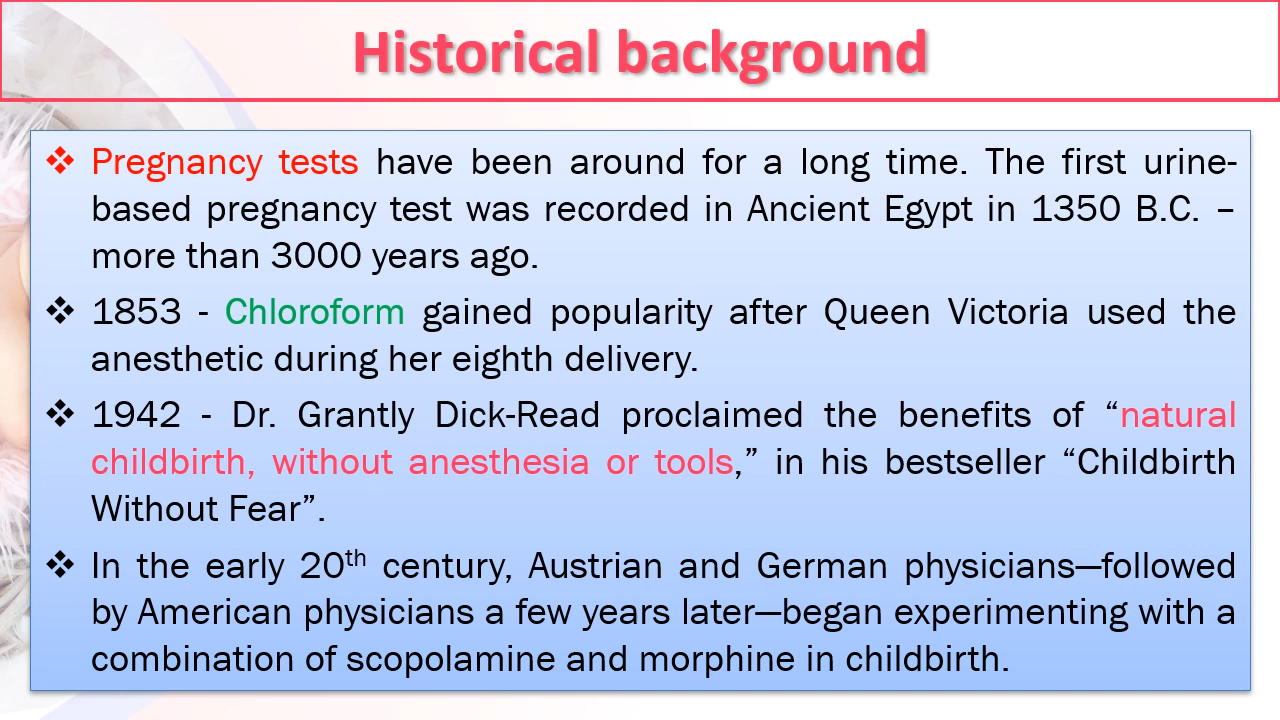 Historical background
❖ Pregnancy tests have been around for a long time. The first urine-
based pregnancy test was recorded in Ancient Egypt in 1350 B.C. –
more than 3000 years ago.
❖ 1853 - Chloroform gained popularity after Queen Victoria used the
anesthetic during her eighth delivery.
❖ 1942 - Dr. Grantly Dick-Read proclaimed the benefits of “natural
childbirth, without anesthesia or tools,” in his bestseller “Childbirth
Without Fear”.
❖ In the early 20th century, Austrian and German physicians—followed
by American physicians a few years later—began experimenting with a
combination of scopolamine and morphine in childbirth.